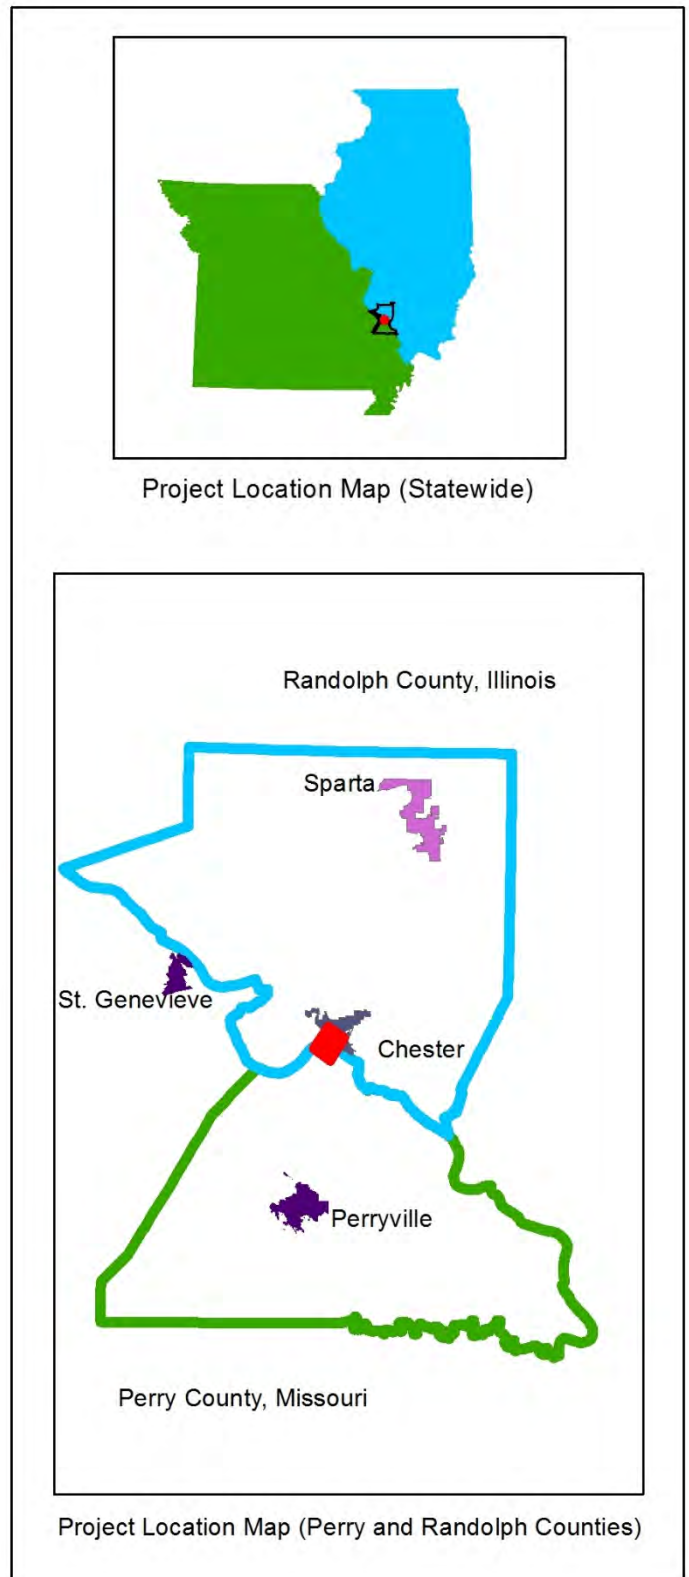 Project Location Map (Statewide)
Randolph County, Illinois
Sparta
St. Genevieve
Chester
Perryville
Perry County, Missouri
Project Location Map (Perry and Randolph Counties)